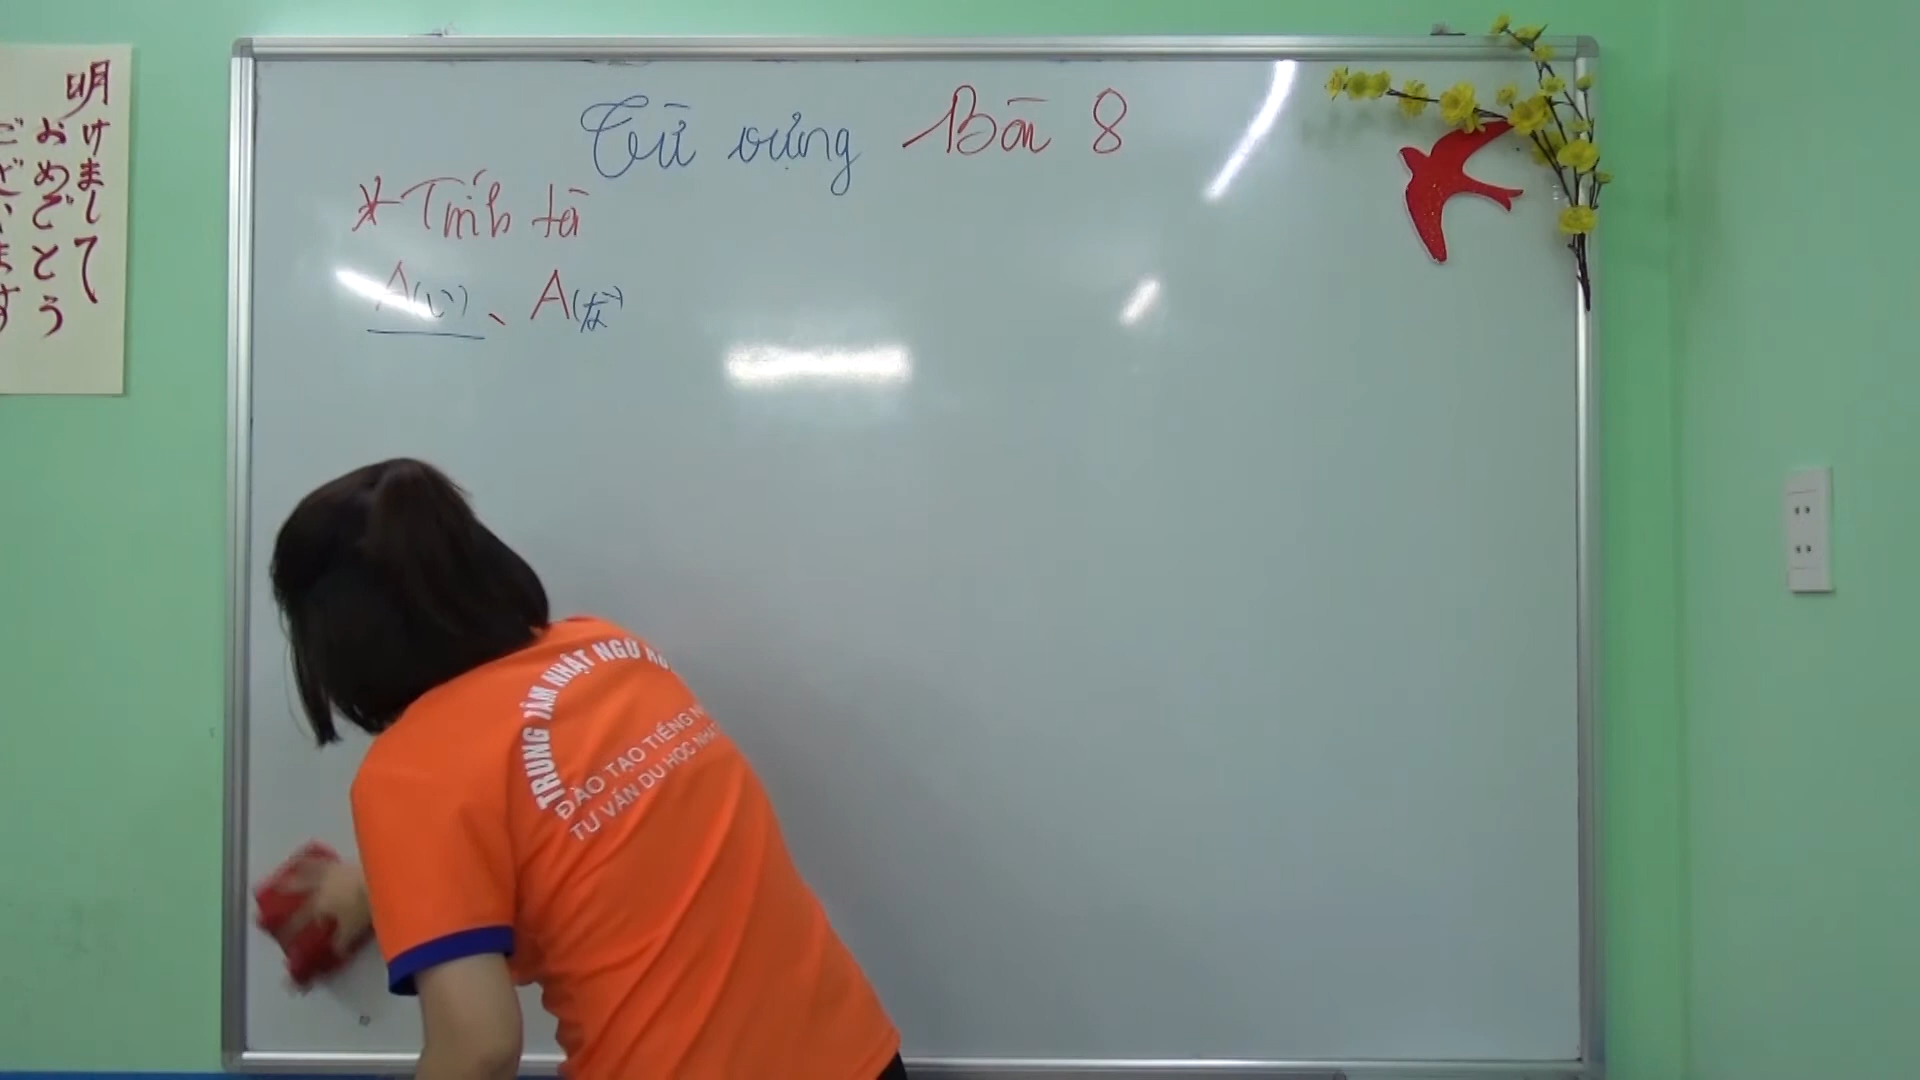 明
けまして
おめでとう
ございます
Từ vựng Bài 8
* Tính từ
A(い)、A(な)
TRUNG TÂM NHẬT NGỮ
ĐÀO TẠO TIẾNG
TƯ VẤN DU HỌC NHẬT